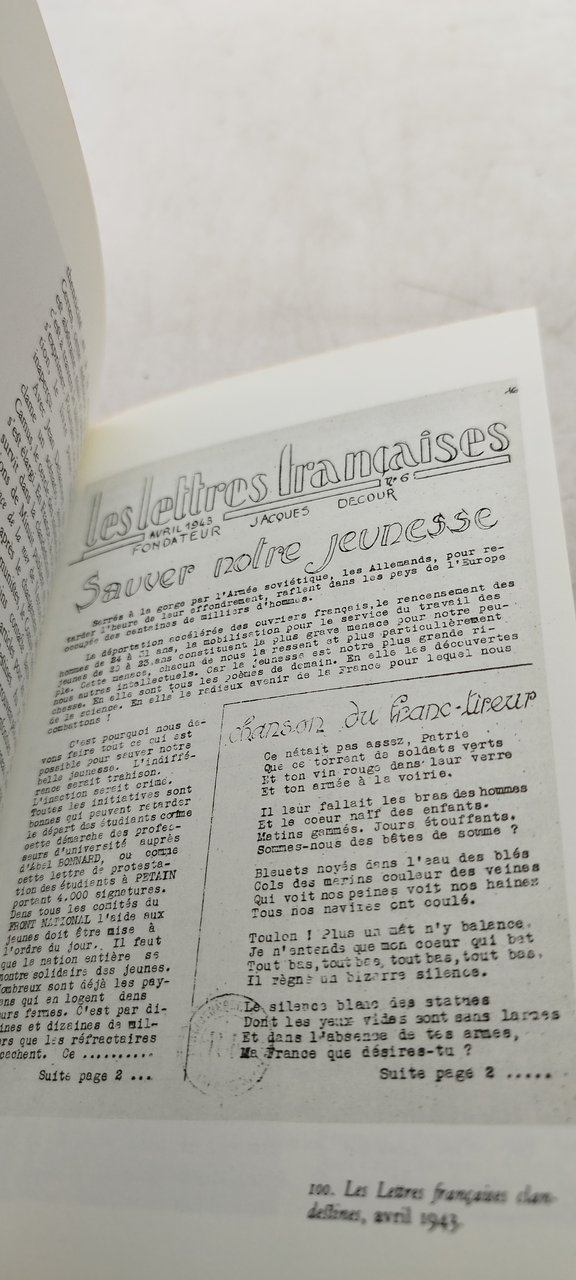 les lettres françaises
AVRIL 1943
N° 6
FONDATEUR JACQUES DECOUR
Sauver notre jeunesse
Serrés à la gorge par l'Armée soviétique, les Allemands, pour re-
tarder l'heure de leur effondrement, raflent dans les pays de l'Europe
occupée des centaines de milliers d'hommes.
La déportation accélérée des ouvriers français, le recensement des
hommes de 21 à 31 ans, la mobilisation pour le service du travail des
jeunes de 20 à 23 ans constituent la plus grave menace pour notre peu-
ple. Cette menace, chacun de nous la ressent et plus particulièrement
nous autres intellectuels. Car la jeunesse est notre plus grande ri-
chesse. En elle sont tous les poèmes de demain. En elle les découvertes
de la science. En elle le radieux avenir de la France pour lequel nous
combattons !
C'est pourquoi nous de-
vons faire tout ce qui est
possible pour sauver notre
belle jeunesse. L'indiffé-
rence serait trahison.
L'inaction serait crime.
Toutes les initiatives sont
bonnes qui peuvent retarder
le départ des étudiants comme
cette démarche des profes-
seurs d'université auprès
d'Abel BONNARD, ou comme
cette lettre de protesta-
tion des étudiants à PETAIN
portant 4.000 signatures.
Dans tous les comités du
FRONT NATIONAL l'aide aux
jeunes doit être mise à
l'ordre du jour. Il faut
que la nation entière se
montre solidaire des jeunes.
Nombreux sont déjà les pay-
ans qui en logent dans
urs fermes. C'est par di-
ines et dizaines de mil-
ers que les réfractaires
cachent. Ce ..........
Suite page 2 ...
chanson du franc-tireur
Ce nétait pas assez, Patrie
Que ce torrent de soldats verts
Et ton vin rouge dans leur verre
Et ton armée à la voirie.
Il leur fallait les bras des hommes
Et le coeur naïf des enfants.
Matins gammés. Jours étouffants.
Sommes-nous des bêtes de somme ?
Bleuets noyés dans l'eau des blés
Cols des marins couleur des veines
Qui voit nos peines voit nos haines
Tous nos navires ont coulé.
Toulon ! Plus un mât n'y balance.
Je n'entends que mon coeur qui bat
Tout bas, tout bas, tout bas, tout bas.
Il règne un bizarre silence.
Le silence blanc des statues
Dont les yeux vides sont sans larmes
Et dans l'absence de tes armes,
Ma France que désires-tu ?
Suite page 2 .....
100. Les Lettres françaises clan-
destines, avril 1943.